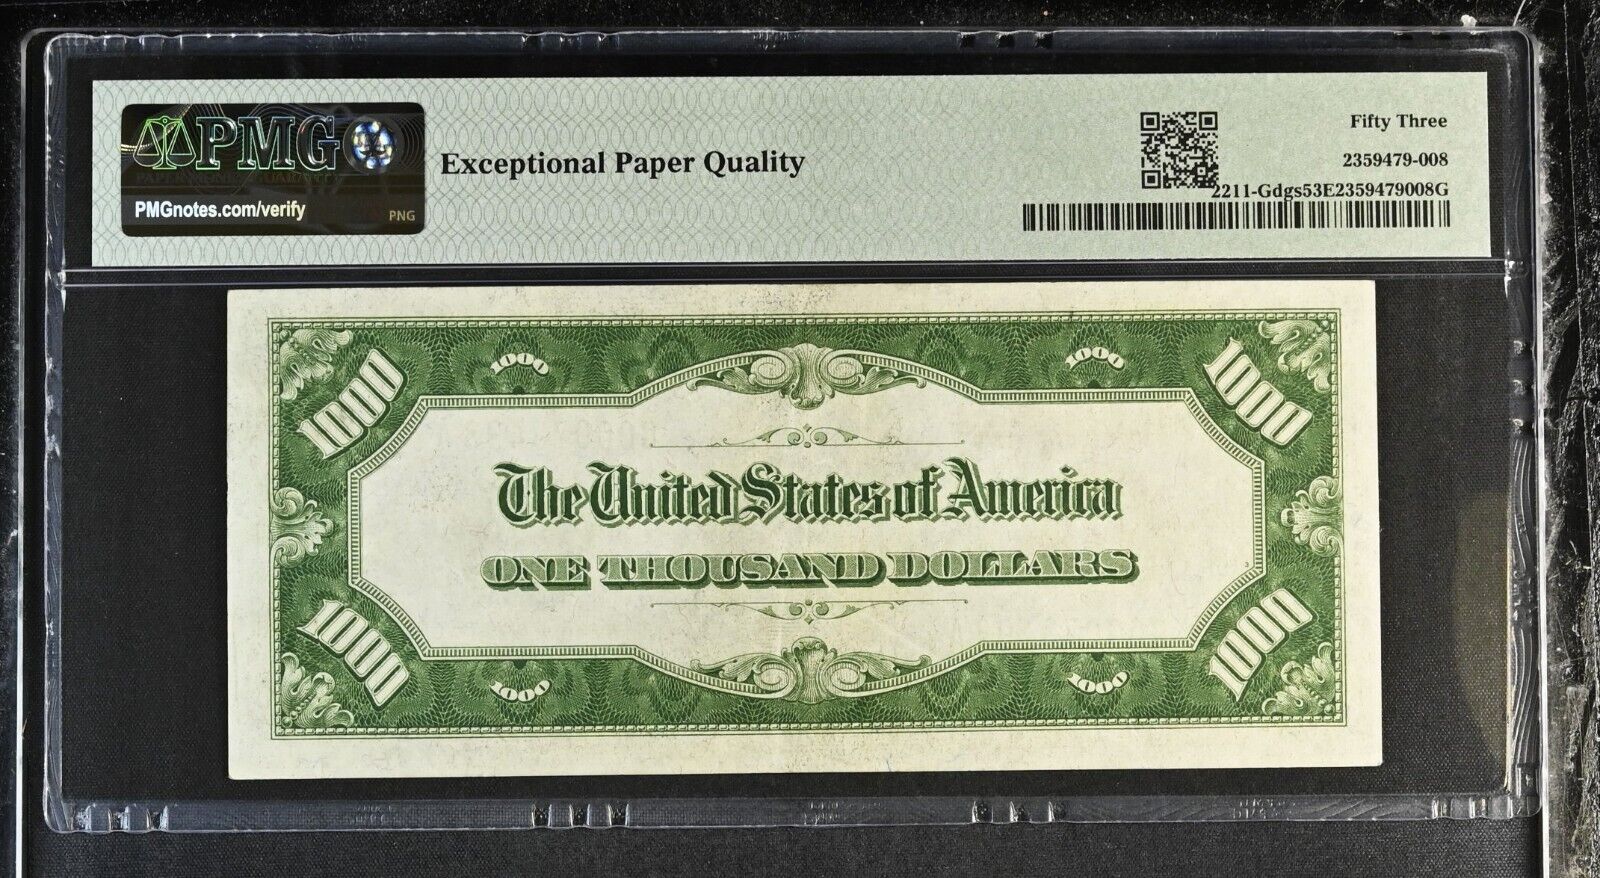 PMG
PMGnotes.com/verify
PNG
Exceptional Paper Quality
Fifty Three
2359479-008
2211-Gdgs53E2359479008G
1000 1000 1000 1000
The United States of America
ONE THOUSAND DOLLARS
3
1000 1000 1000 1000